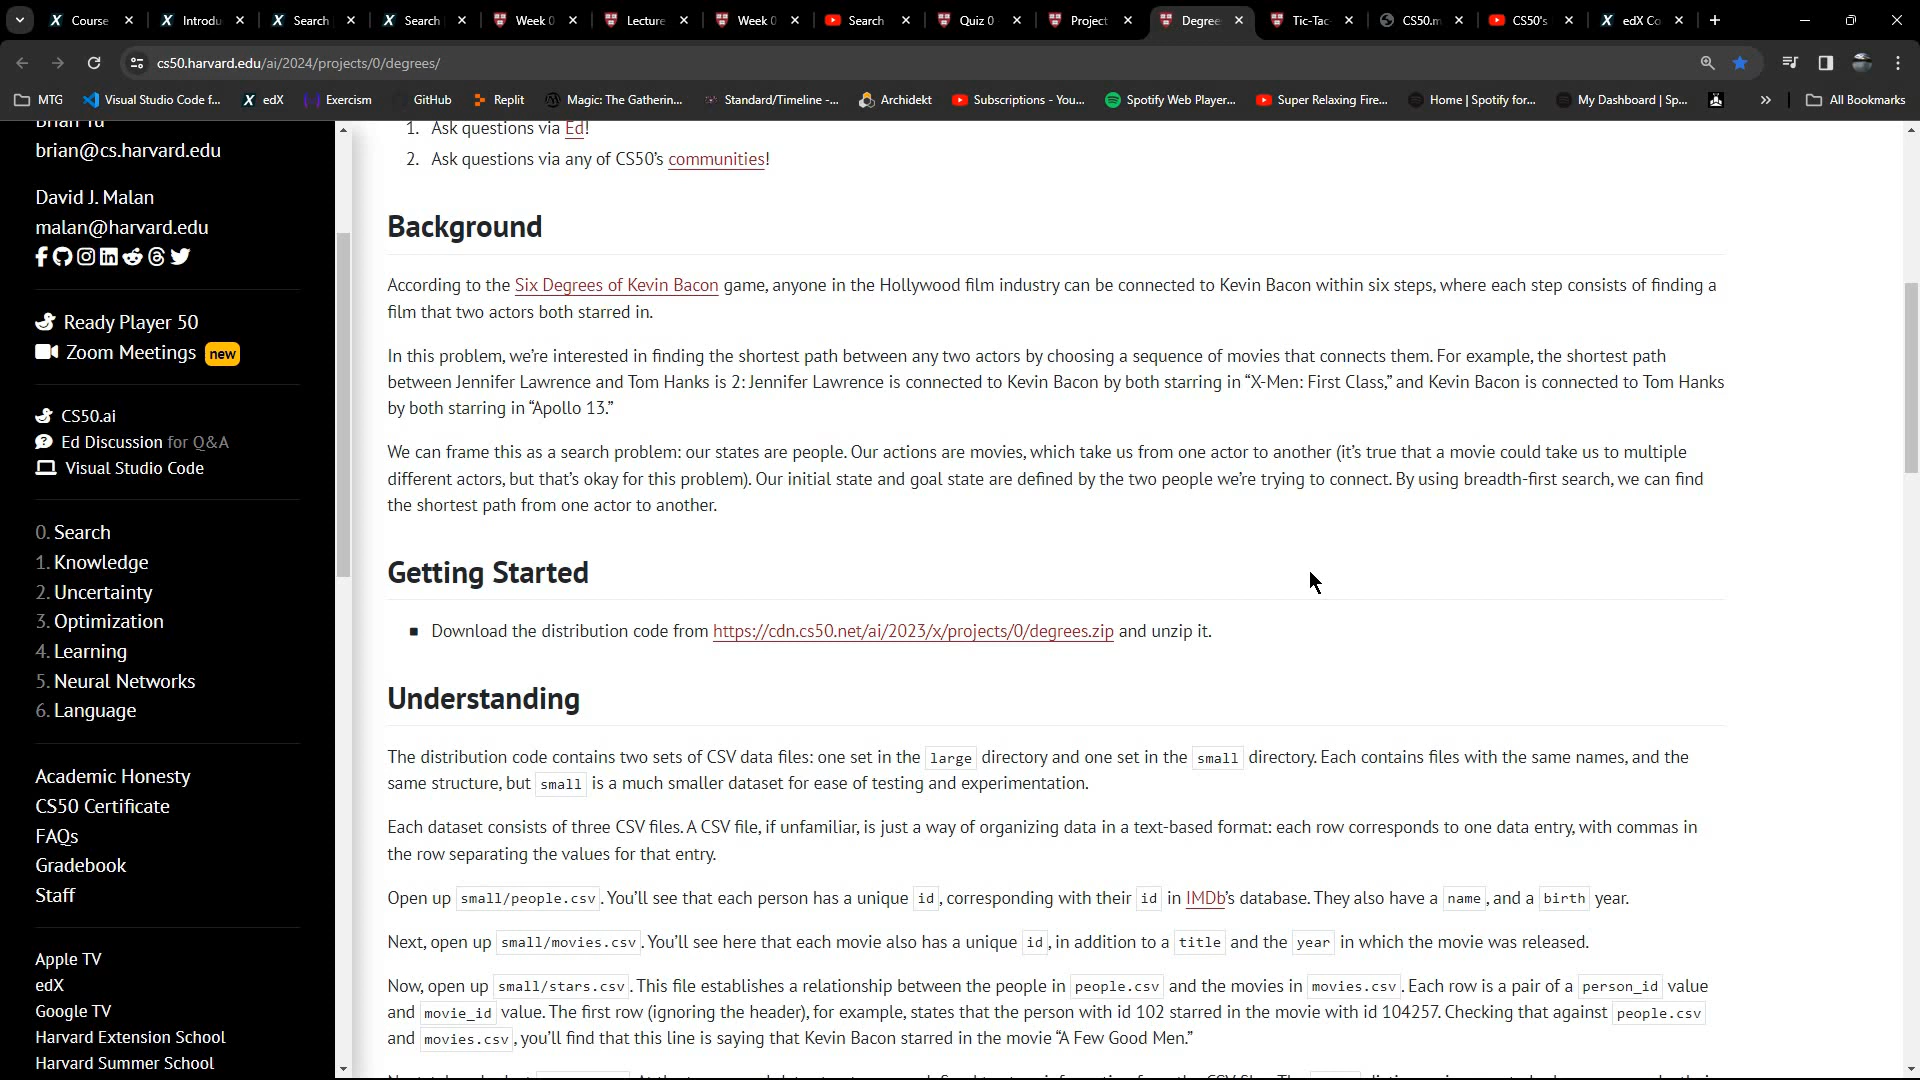 Course
Introdu
Search
Search
Week 0
Lecture
Week 0
Search
Quiz 0
Project
Degree
Tic-Tac
CS50.m
CS50's
edX Co
cs50.harvard.edu/ai/2024/projects/0/degrees/
MTG
Visual Studio Code f...
edX
Exercism
GitHub
Replit
Magic: The Gatherin...
Standard/Timeline -...
Archidekt
Subscriptions - You...
Spotify Web Player...
Super Relaxing Fire...
Home | Spotify for...
My Dashboard | Sp...
All Bookmarks
Brian Yu
brian@cs.harvard.edu
David J. Malan
malan@harvard.edu
Ready Player 50
Zoom Meetings new
CS50.ai
Ed Discussion for Q&A
Visual Studio Code
0. Search
1. Knowledge
2. Uncertainty
3. Optimization
4. Learning
5. Neural Networks
6. Language
Academic Honesty
CS50 Certificate
FAQs
Gradebook
Staff
Apple TV
edX
Google TV
Harvard Extension School
Harvard Summer School
1. Ask questions via Ed!
2. Ask questions via any of CS50’s communities!
Background
According to the Six Degrees of Kevin Bacon game, anyone in the Hollywood film industry can be connected to Kevin Bacon within six steps, where each step consists of finding a
film that two actors both starred in.
In this problem, we’re interested in finding the shortest path between any two actors by choosing a sequence of movies that connects them. For example, the shortest path
between Jennifer Lawrence and Tom Hanks is 2: Jennifer Lawrence is connected to Kevin Bacon by both starring in “X-Men: First Class,” and Kevin Bacon is connected to Tom Hanks
by both starring in “Apollo 13.”
We can frame this as a search problem: our states are people. Our actions are movies, which take us from one actor to another (it’s true that a movie could take us to multiple
different actors, but that’s okay for this problem). Our initial state and goal state are defined by the two people we’re trying to connect. By using breadth-first search, we can find
the shortest path from one actor to another.
Getting Started
Download the distribution code from https://cdn.cs50.net/ai/2023/x/projects/0/degrees.zip and unzip it.
Understanding
The distribution code contains two sets of CSV data files: one set in the large directory and one set in the small directory. Each contains files with the same names, and the
same structure, but small is a much smaller dataset for ease of testing and experimentation.
Each dataset consists of three CSV files. A CSV file, if unfamiliar, is just a way of organizing data in a text-based format: each row corresponds to one data entry, with commas in
the row separating the values for that entry.
Open up small/people.csv. You’ll see that each person has a unique id, corresponding with their id in IMDb’s database. They also have a name, and a birth year.
Next, open up small/movies.csv. You’ll see here that each movie also has a unique id, in addition to a title and the year in which the movie was released.
Now, open up small/stars.csv. This file establishes a relationship between the people in people.csv and the movies in movies.csv. Each row is a pair of a person_id value
and movie_id value. The first row (ignoring the header), for example, states that the person with id 102 starred in the movie with id 104257. Checking that against people.csv
and movies.csv, you’ll find that this line is saying that Kevin Bacon starred in the movie “A Few Good Men.”